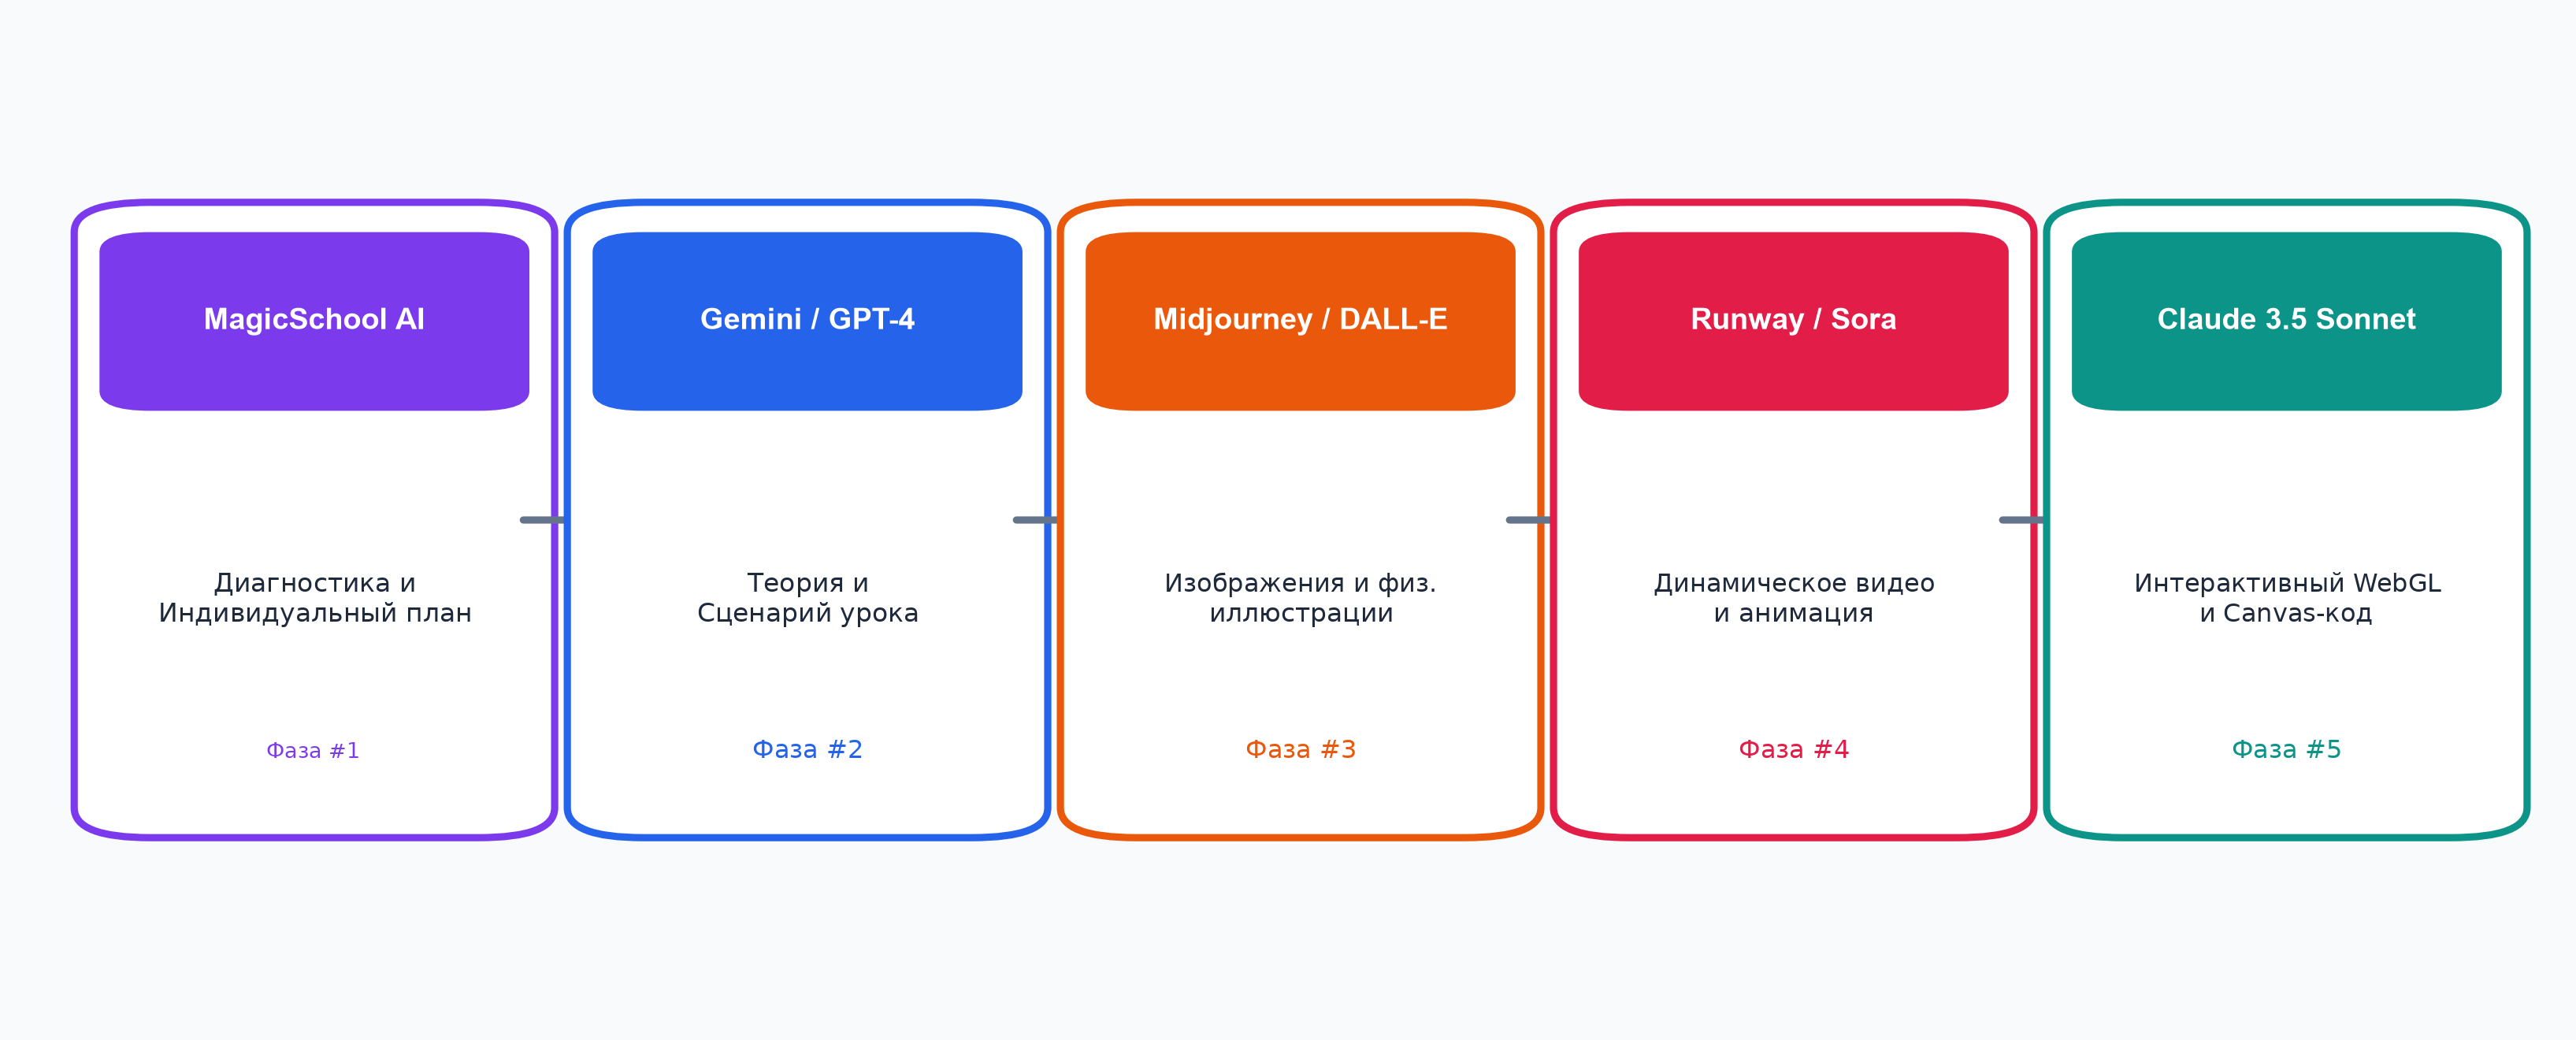 MagicSchool AI
Диагностика и
Индивидуальный план
Фаза #1
Gemini / GPT-4
Теория и
Сценарий урока
Фаза #2
Midjourney / DALL-E
Изображения и физ.
иллюстрации
Фаза #3
Runway / Sora
Динамическое видео
и анимация
Фаза #4
Claude 3.5 Sonnet
Интерактивный WebGL
и Canvas-код
Фаза #5